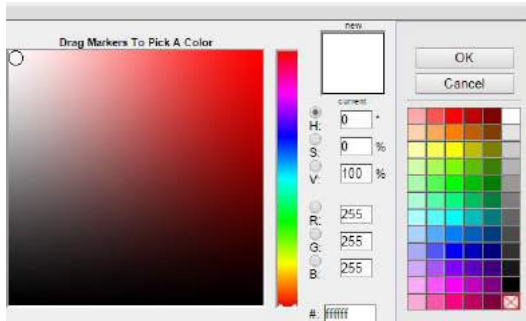 Drag Markers To Pick A Color
new
current
H: 0 °
S: 0 %
V: 100 %
R: 255
G: 255
B: 255
#: ffffff
OK
Cancel